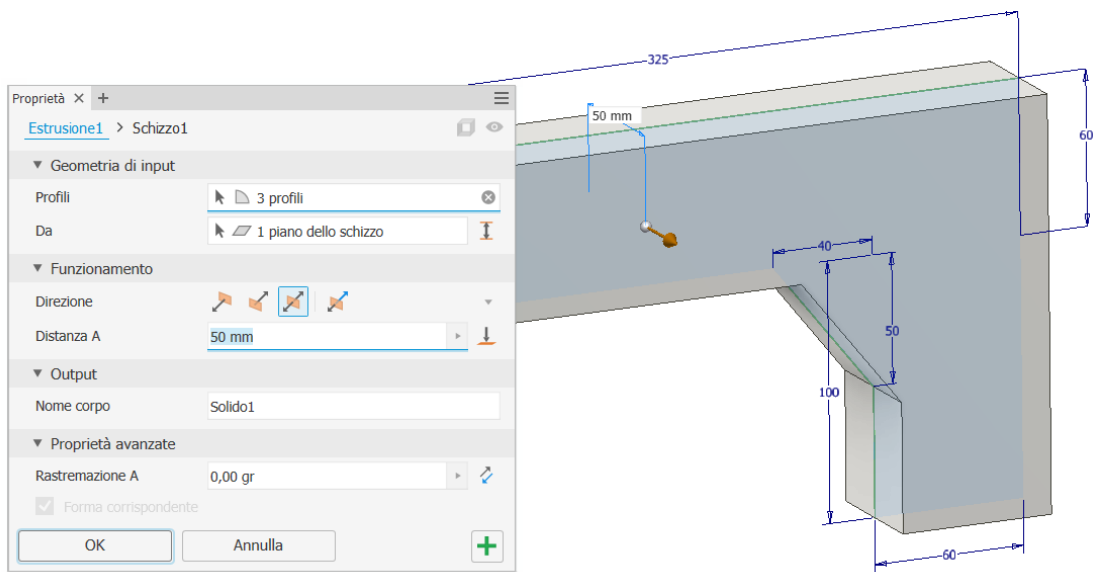 Proprietà
Estrusione1 > Schizzo1
Geometria di input
Profili 3 profili
Da 1 piano dello schizzo
Funzionamento
Direzione
Distanza A 50 mm
Output
Nome corpo Solido1
Proprietà avanzate
Rastremazione A 0,00 gr
Forma corrispondente
OK Annulla
325
50 mm
60
40
50
100
60